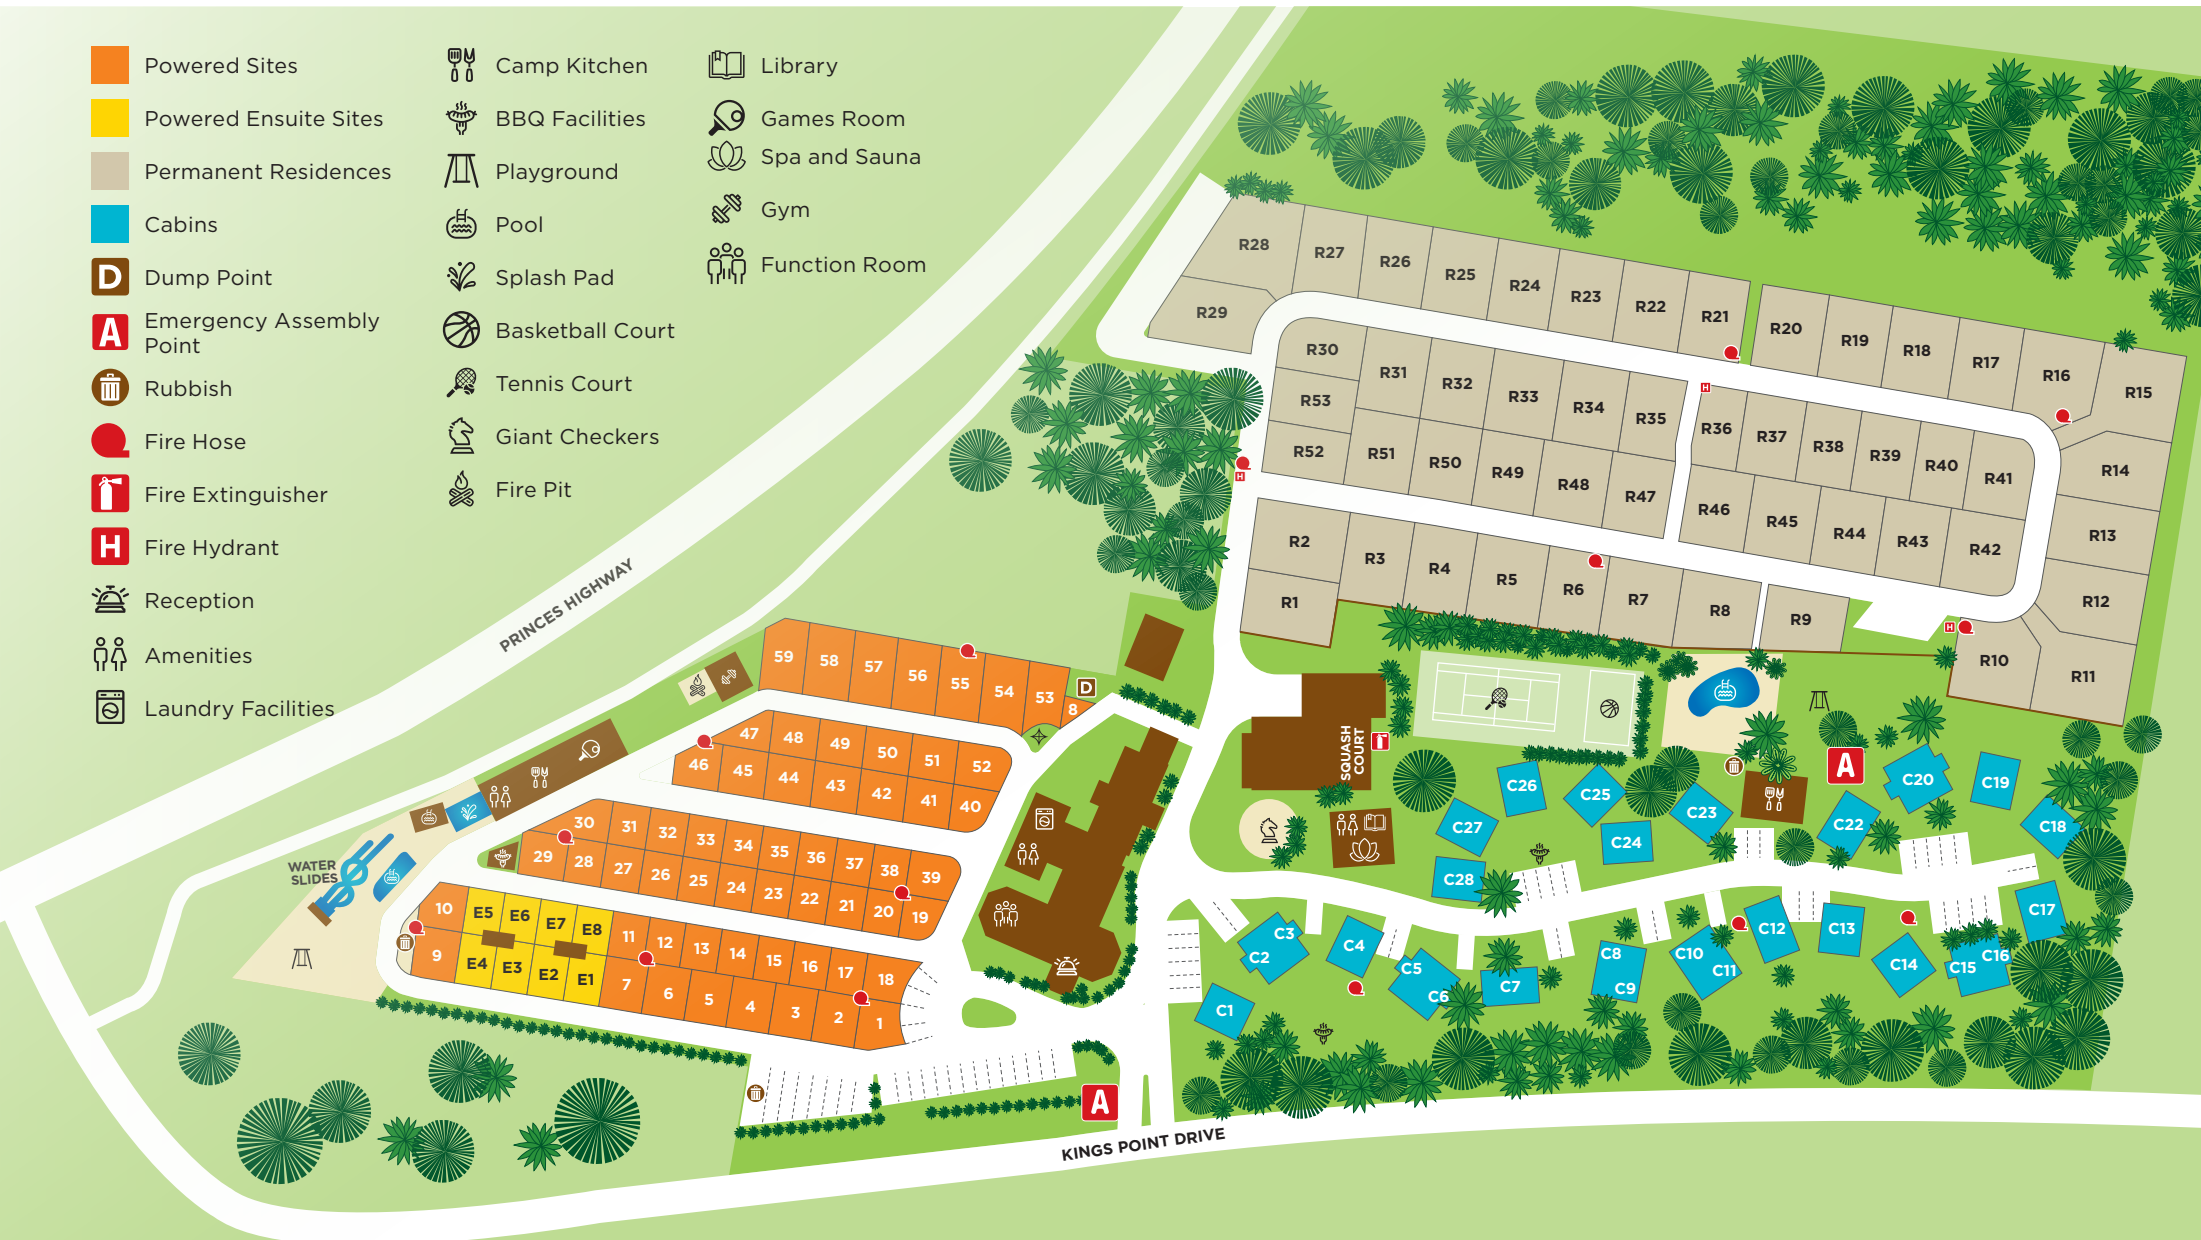 Powered Sites
Powered Ensuite Sites
Permanent Residences
Cabins
D Dump Point
A Emergency Assembly
Point
Rubbish
Fire Hose
Fire Extinguisher
H Fire Hydrant
Reception
Amenities
Laundry Facilities
Camp Kitchen
BBQ Facilities
Playground
Pool
Splash Pad
Basketball Court
Tennis Court
Giant Checkers
Fire Pit
Library
Games Room
Spa and Sauna
Gym
Function Room
PRINCES HIGHWAY
R28 R27 R26 R25 R24 R23 R22 R21 R20 R19 R18 R17 R16 R15
R29
R30 R31 R32 R33 R34 R35 H R36 R37 R38 R39 R40 R41 R14
R53
R52 R51 R50 R49 R48 R47 R46 R45 R44 R43 R42 R13
H
R2 R3 R4 R5 R6 R7 R8 R9 R12
R1 H R10 R11
59 58 57 56 55 54 53 8 D
47 48 49 50 51 52
46 45 44 43 42 41 40
30 31 32 33 34 35 36 37 38 39
29 28 27 26 25 24 23 22 21 20 19
10 E5 E6 E7 E8 11 12 13 14 15 16 17 18
9 E4 E3 E2 E1 7 6 5 4 3 2 1
WATER
SLIDES
SQUASH
COURT
A
C26 C25 C23 C22 C20 C19
C27 C24 C18
C28
C17
C3 C4 C12 C13
C2 C5 C8 C10 C14 C15 C16
C6 C7 C9 C11
C1
A
KINGS POINT DRIVE